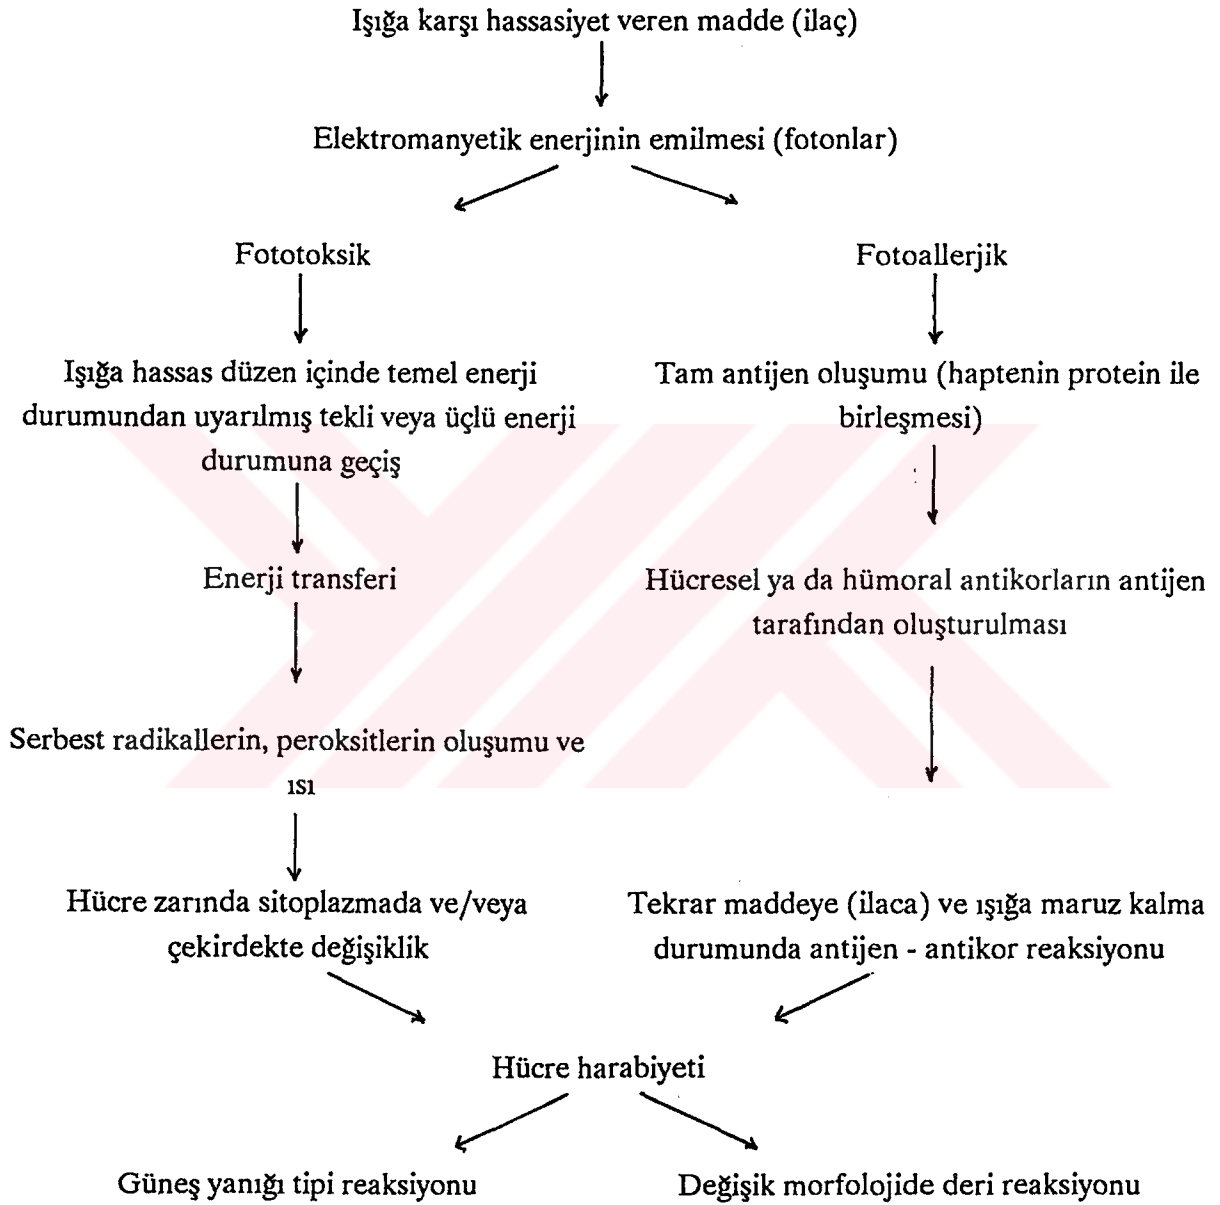 Işığa karşı hassasiyet veren madde (ilaç)
Elektromanyetik enerjinin emilmesi (fotonlar)
Fototoksik
Fotoallerjik
Işığa hassas düzen içinde temel enerji
durumundan uyarılmış tekli veya üçlü enerji
durumuna geçiş
Tam antijen oluşumu (haptenin protein ile
birleşmesi)
Enerji transferi
Hücresel ya da hümoral antikorların antijen
tarafından oluşturulması
Serbest radikallerin, peroksitlerin oluşumu ve
ısı
Hücre zarında sitoplazmada ve/veya
çekirdekte değişiklik
Tekrar maddeye (ilaca) ve ışığa maruz kalma
durumunda antijen - antikor reaksiyonu
Hücre harabiyeti
Güneş yanığı tipi reaksiyonu
Değişik morfolojide deri reaksiyonu